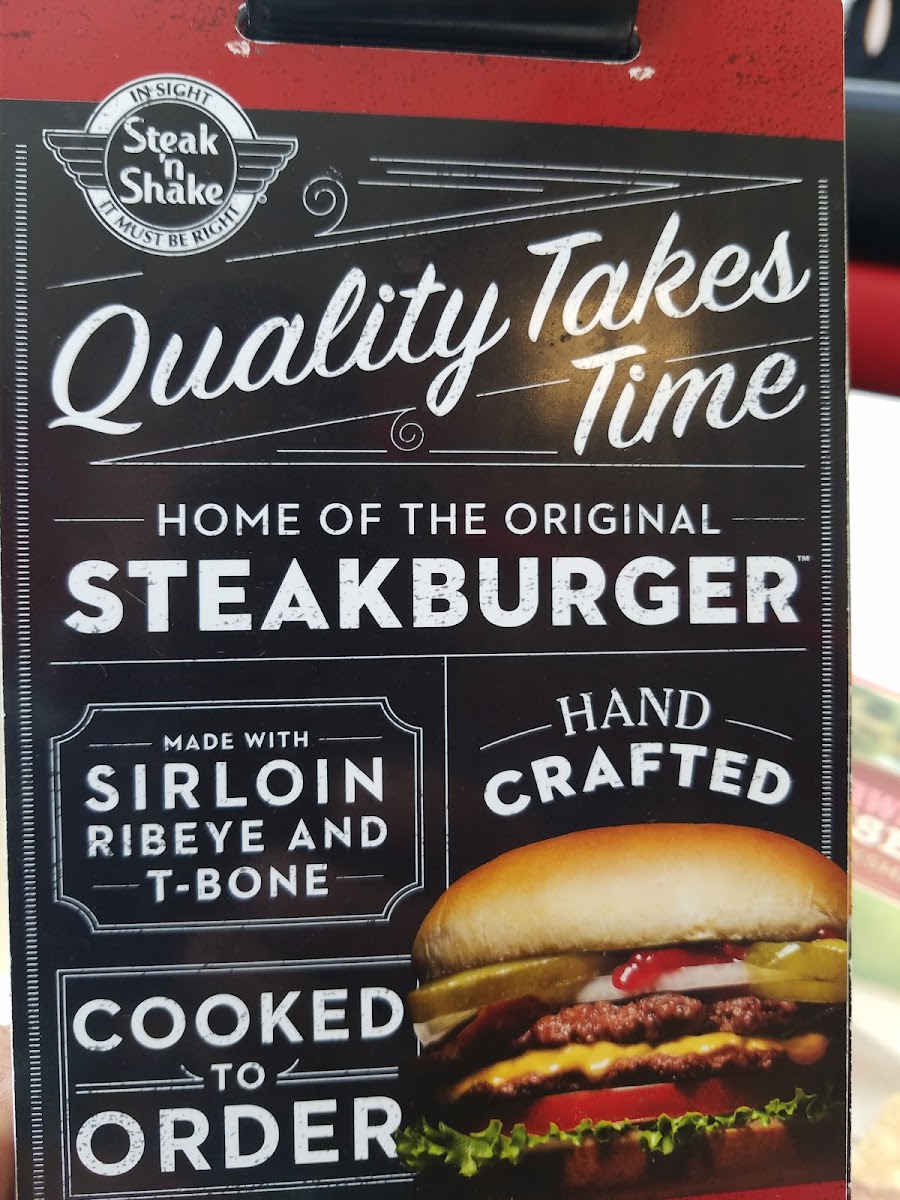 IN SIGHT
Steak
'n
Shake
IT MUST BE RIGHT
Quality Takes
Time
HOME OF THE ORIGINAL
STEAKBURGER™
MADE WITH
SIRLOIN
RIBEYE AND
T-BONE
HAND
CRAFTED
COOKED
TO
ORDER